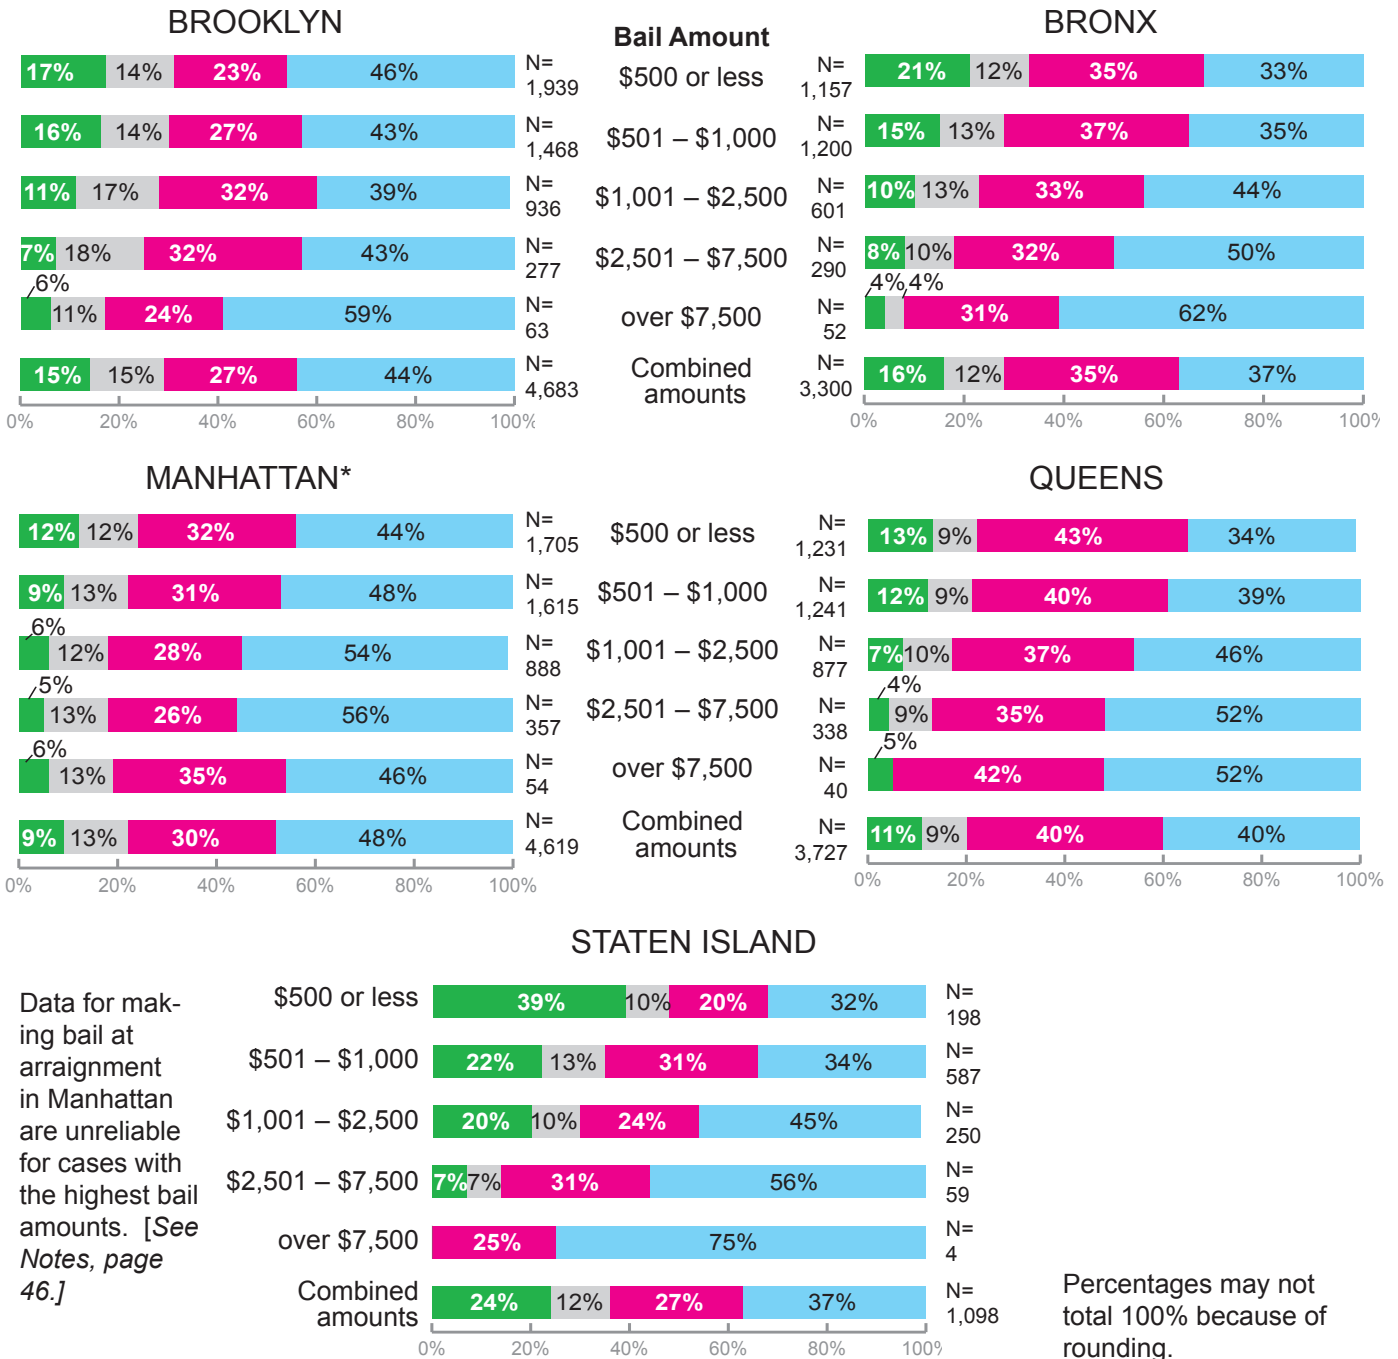 BROOKLYN
Bail Amount
BRONX
17% 14% 23% 46% N= 1,939
$500 or less
N= 1,157 21% 12% 35% 33%
16% 14% 27% 43% N= 1,468
$501 – $1,000
N= 1,200 15% 13% 37% 35%
11% 17% 32% 39% N= 936
$1,001 – $2,500
N= 601 10% 13% 33% 44%
7% 18% 32% 43% N= 277
$2,501 – $7,500
N= 290 8% 10% 32% 50%
6% 11% 24% 59% N= 63
over $7,500
N= 52 4% 4% 31% 62%
15% 15% 27% 44% N= 4,683
Combined
amounts
N= 3,300 16% 12% 35% 37%
0% 20% 40% 60% 80% 100%
0% 20% 40% 60% 80% 100%
MANHATTAN*
QUEENS
12% 12% 32% 44% N= 1,705
$500 or less
N= 1,231 13% 9% 43% 34%
9% 13% 31% 48% N= 1,615
$501 – $1,000
N= 1,241 12% 9% 40% 39%
6% 12% 28% 54% N= 888
$1,001 – $2,500
N= 877 7% 10% 37% 46%
5% 13% 26% 56% N= 357
$2,501 – $7,500
N= 338 4% 9% 35% 52%
6% 13% 35% 46% N= 54
over $7,500
N= 40 5% 42% 52%
9% 13% 30% 48% N= 4,619
Combined
amounts
N= 3,727 11% 9% 40% 40%
0% 20% 40% 60% 80% 100%
0% 20% 40% 60% 80% 100%
STATEN ISLAND
$500 or less 39% 10% 20% 32% N= 198
$501 – $1,000 22% 13% 31% 34% N= 587
$1,001 – $2,500 20% 10% 24% 45% N= 250
$2,501 – $7,500 7% 7% 31% 56% N= 59
over $7,500 25% 75% N= 4
Combined
amounts
24% 12% 27% 37% N= 1,098
0% 20% 40% 60% 80% 100%
Data for mak-
ing bail at
arraignment
in Manhattan
are unreliable
for cases with
the highest bail
amounts. [See
Notes, page
46.]
Percentages may not
total 100% because of
rounding.